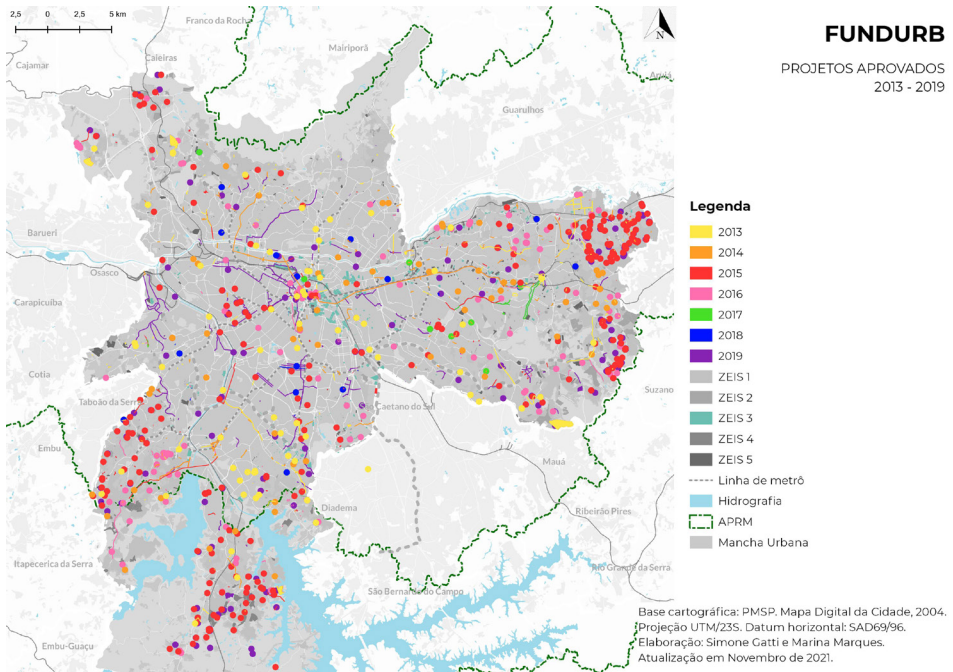 2,5 0 2,5 5 km
Franco da Rocha
Mairiporã
Cajamar
Caieiras
Arujá
Guarulhos
N
Barueri
Osasco
Carapicuíba
Cotia
Taboão da Serra
Suzano
Caetano do Sul
Embu
Mauá
Diadema
Ribeirão Pires
Itapecerica da Serra
Rio Grande da Serra
São Bernardo do Campo
Embu-Guaçu
FUNDURB
PROJETOS APROVADOS
2013 - 2019
Legenda
2013
2014
2015
2016
2017
2018
2019
ZEIS 1
ZEIS 2
ZEIS 3
ZEIS 4
ZEIS 5
Linha de metrô
Hidrografia
APRM
Mancha Urbana
Base cartográfica: PMSP. Mapa Digital da Cidade, 2004.
Projeção UTM/23S. Datum horizontal: SAD69/96.
Elaboração: Simone Gatti e Marina Marques.
Atualização em Novembro de 2021.